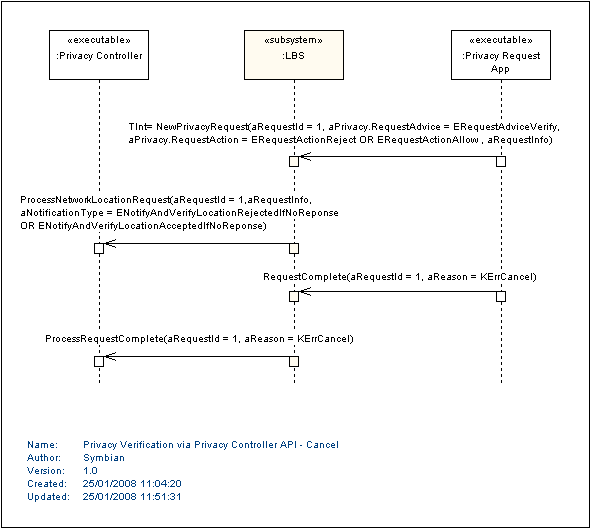 «executable»
:Privacy Controller
«subsystem»
:LBS
«executable»
:Privacy Request
App
TInt= NewPrivacyRequest(aRequestId = 1, aPrivacy.RequestAdvice = ERequestAdviceVerify,
aPrivacy.RequestAction = ERequestActionReject OR ERequestActionAllow , aRequestInfo)
ProcessNetworkLocationRequest(aRequestId = 1,aRequestInfo,
aNotificationType = ENotifyAndVerifyLocationRejectedIfNoReponse
OR ENotifyAndVerifyLocationAcceptedIfNoReponse)
RequestComplete(aRequestId = 1, aReason = KErrCancel)
ProcessRequestComplete(aRequestId = 1, aReason = KErrCancel)
Name: Privacy Verification via Privacy Controller API - Cancel
Author: Symbian
Version: 1.0
Created: 25/01/2008 11:04:20
Updated: 25/01/2008 11:51:31